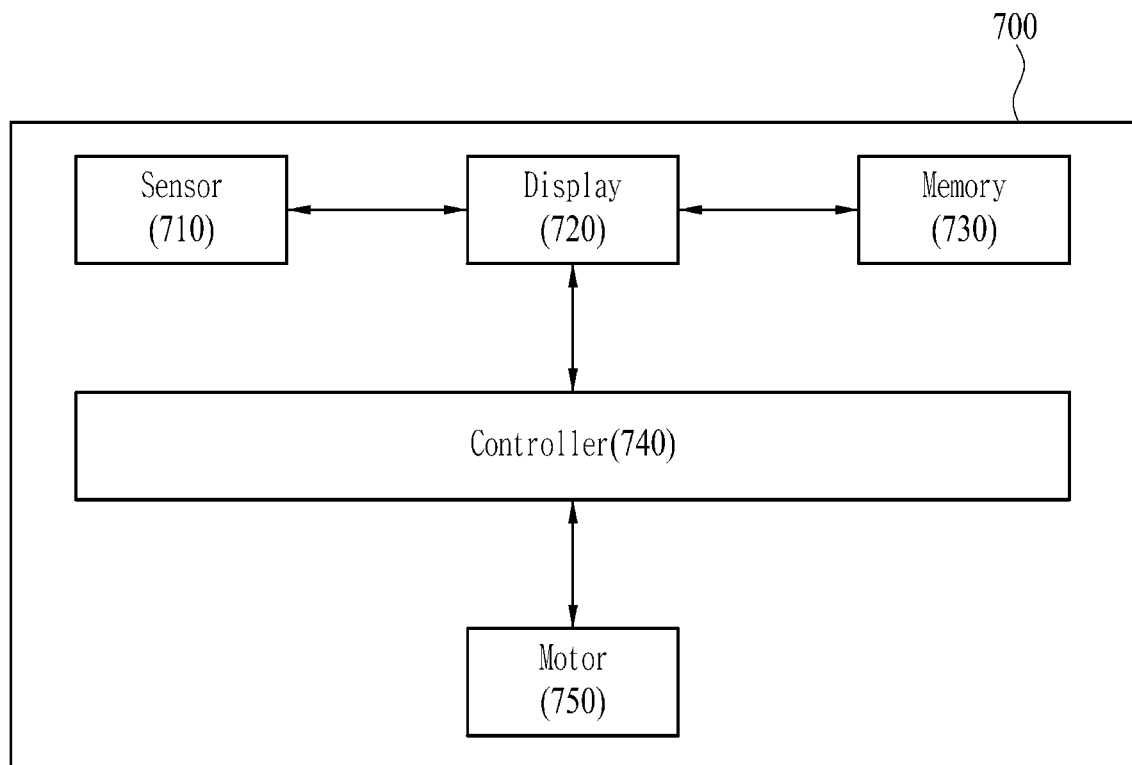 700
Sensor
(710)
Display
(720)
Memory
(730)
Controller(740)
Motor
(750)